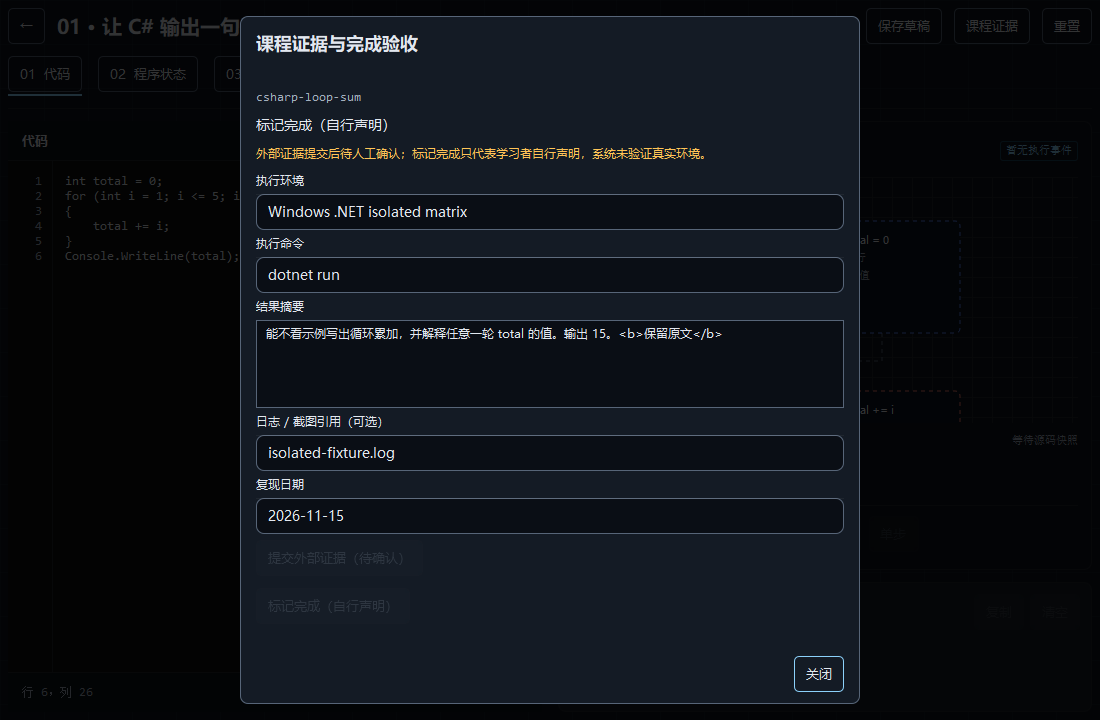 ← 01 · 让 C# 输出一句
保存草稿 课程证据 重置
01 代码 02 程序状态 03
代码
暂无执行事件
1 int total = 0;
2 for (int i = 1; i <= 5; i
3 {
4 total += i;
5 }
6 Console.WriteLine(total);
al = 0
行
值
al += i
等待源码快照
行 6，列 26
课程证据与完成验收
csharp-loop-sum
标记完成（自行声明）
外部证据提交后待人工确认；标记完成只代表学习者自行声明，系统未验证真实环境。
执行环境
Windows .NET isolated matrix
执行命令
dotnet run
结果摘要
能不看示例写出循环累加，并解释任意一轮 total 的值。输出 15。<b>保留原文</b>
日志 / 截图引用（可选）
isolated-fixture.log
复现日期
2026-11-15
提交外部证据（待确认）
标记完成（自行声明）
关闭